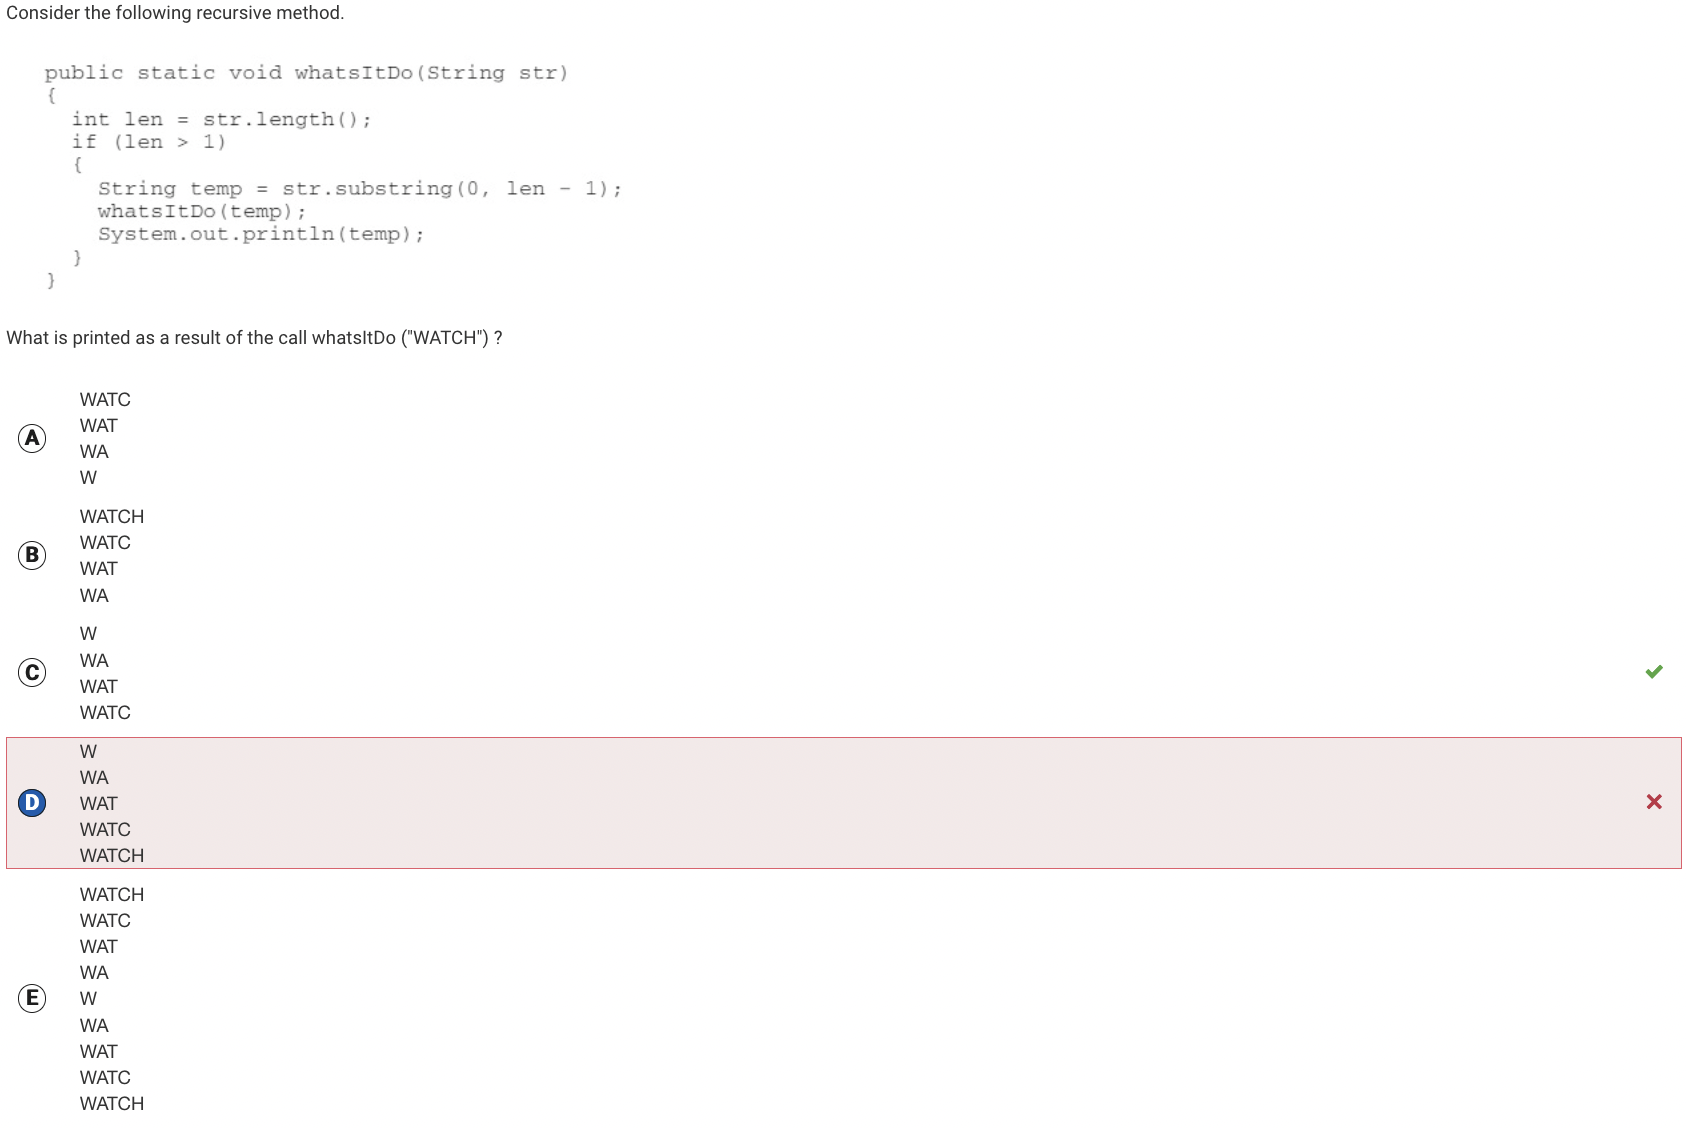 Consider the following recursive method.
public static void whatsItDo(String str)
{
int len = str.length();
if (len > 1)
{
String temp = str.substring(0, len - 1);
whatsItDo(temp);
System.out.println(temp);
}
}
What is printed as a result of the call whatsItDo ("WATCH") ?
A
WATC
WAT
WA
W
B
WATCH
WATC
WAT
WA
C
W
WA
WAT
WATC
D
W
WA
WAT
WATC
WATCH
E
WATCH
WATC
WAT
WA
W
WA
WAT
WATC
WATCH